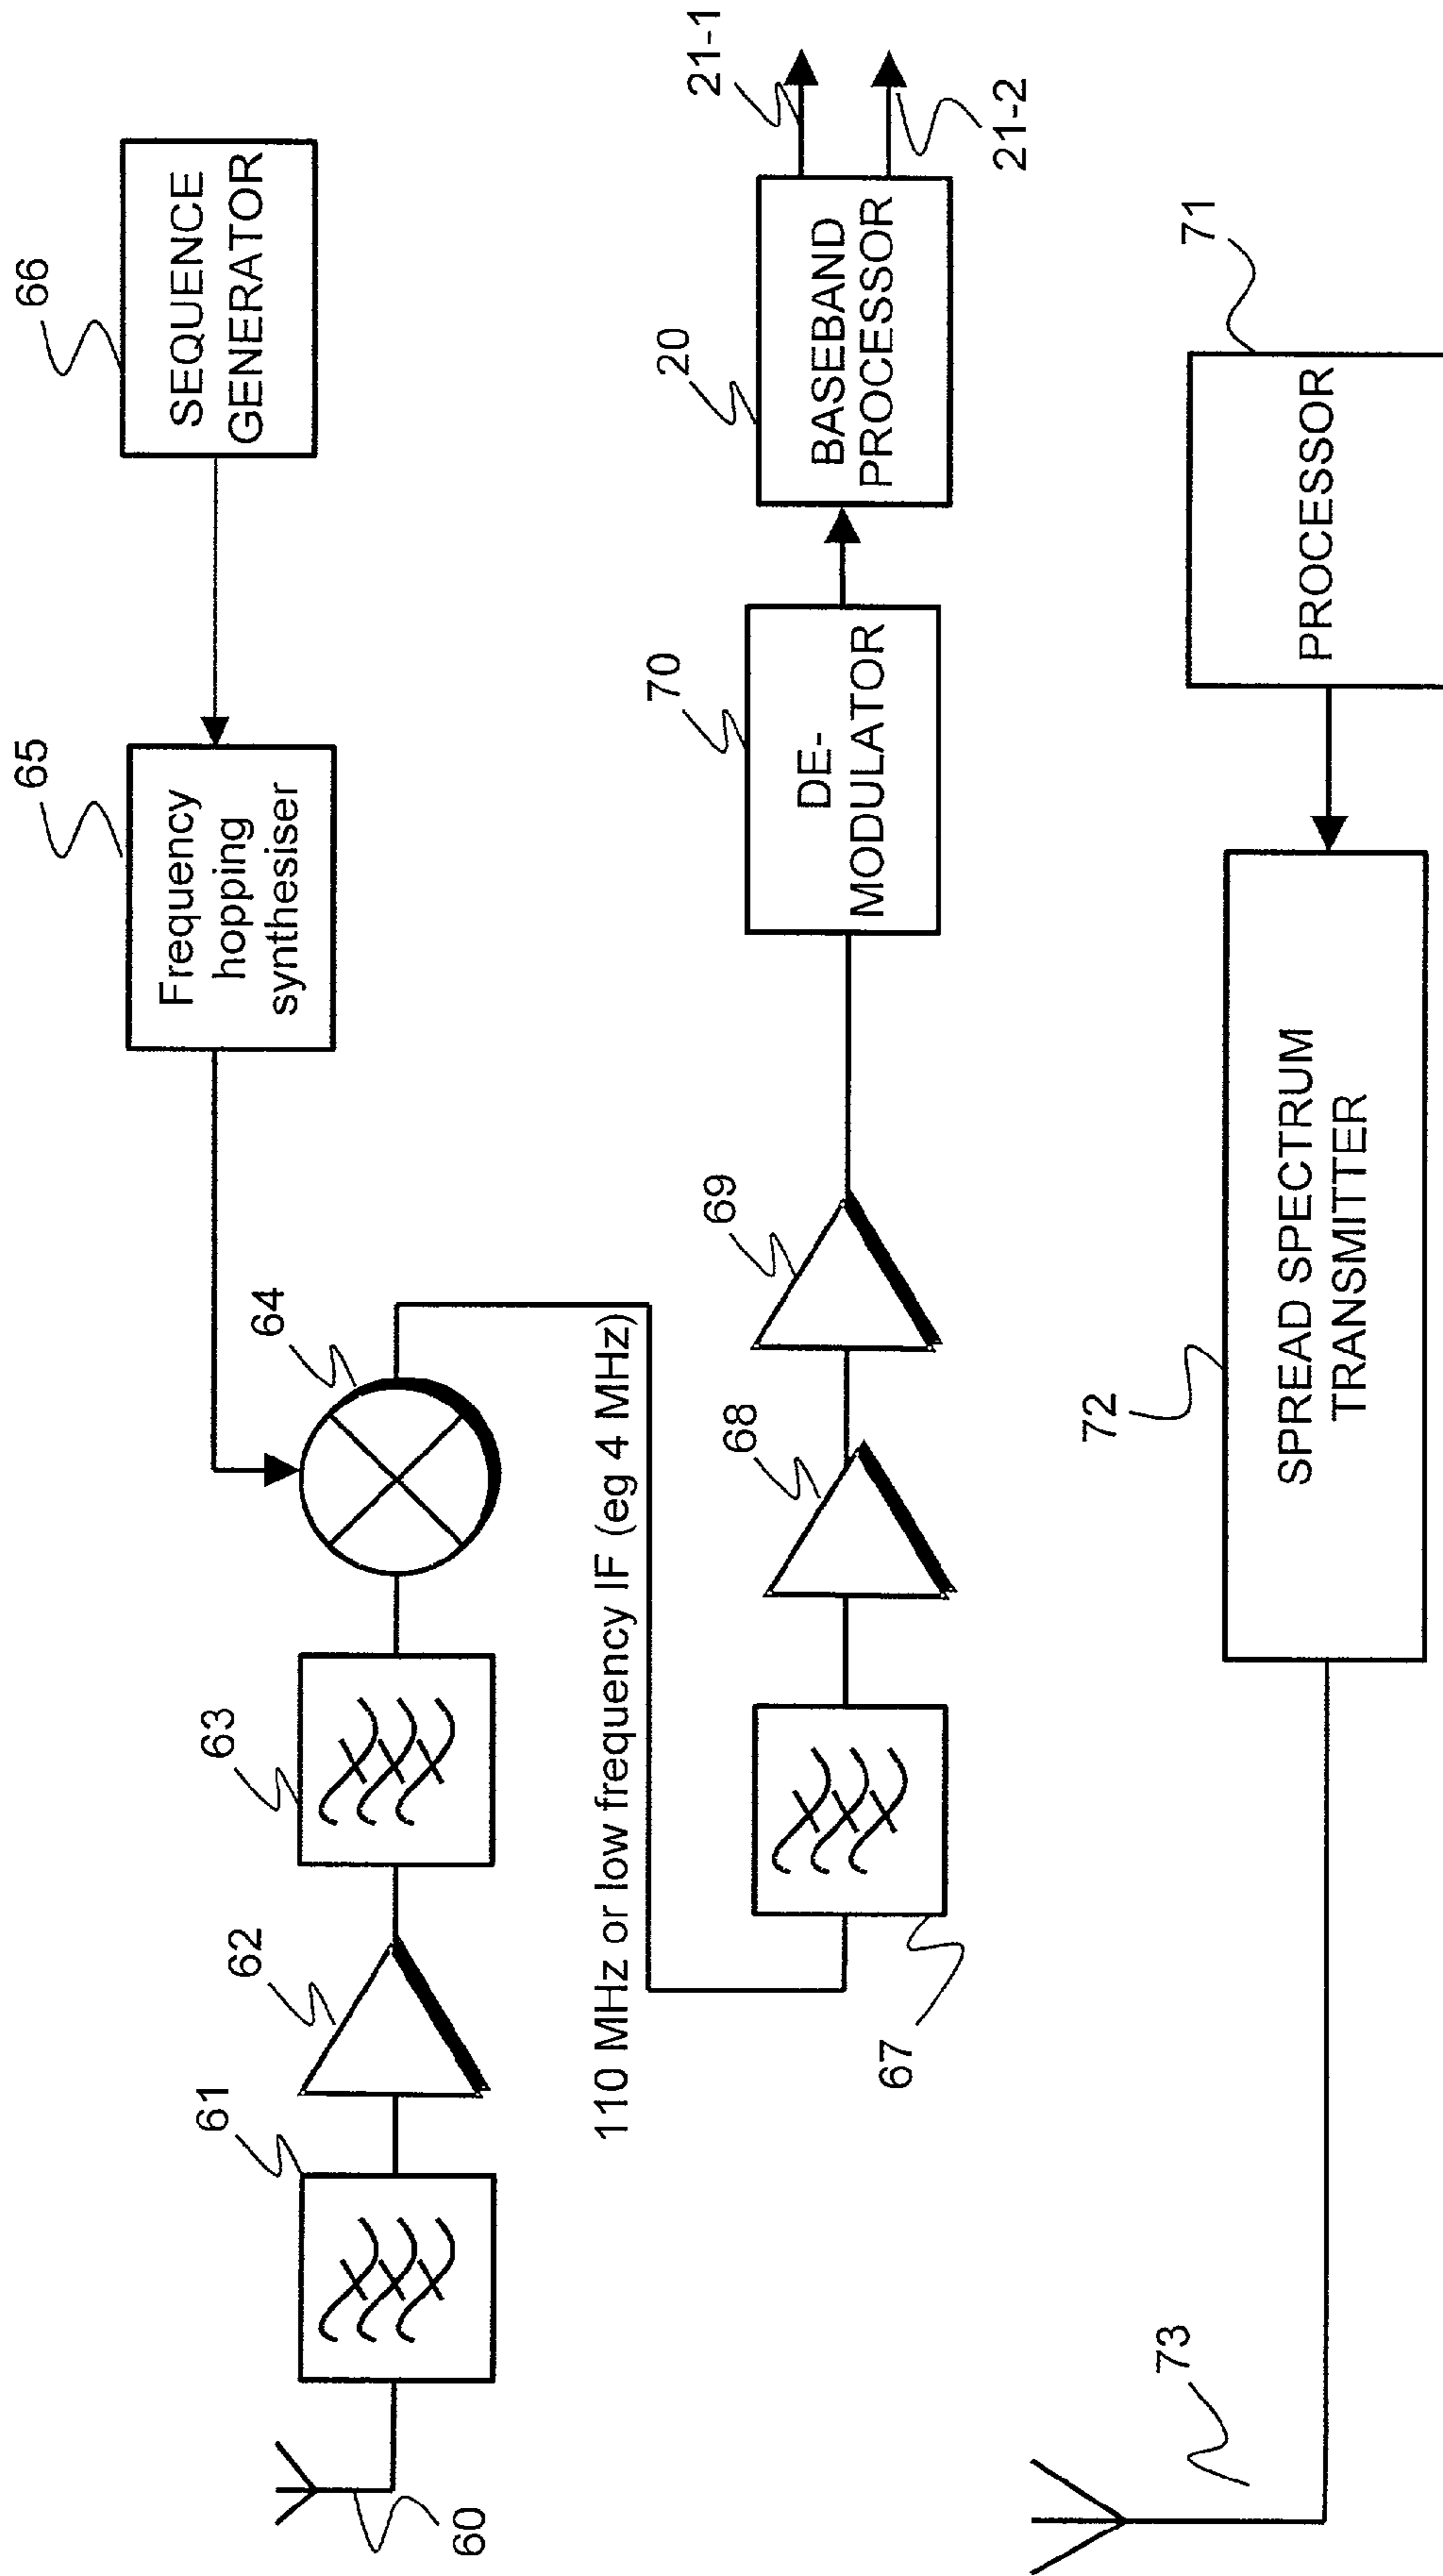 66
SEQUENCE
GENERATOR
65
Frequency
hopping
synthesiser
64
63
62
61
60
110 MHz or low frequency IF (eg 4 MHz)
67
68
69
70
DE-
MODULATOR
20
BASEBAND
PROCESSOR
21-1
21-2
73
72
SPREAD SPECTRUM
TRANSMITTER
71
PROCESSOR